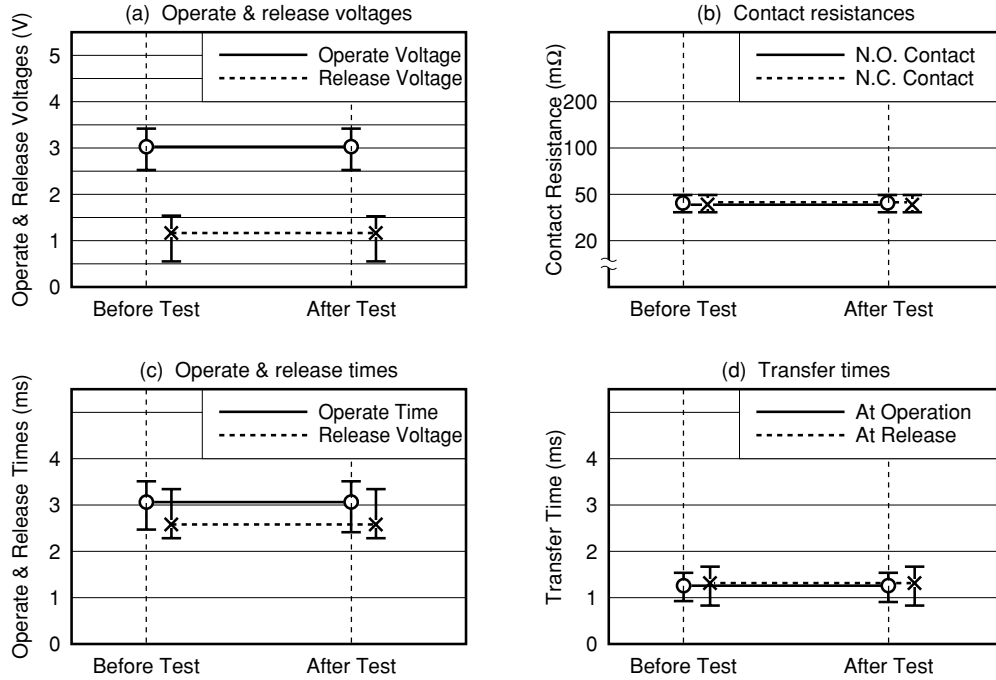 (a) Operate & release voltages
Operate & Release Voltages (V)
5
4
3
2
1
0
Operate Voltage
Release Voltage
Before Test
After Test
(b) Contact resistances
Contact Resistance (mΩ)
200
100
50
20
N.O. Contact
N.C. Contact
Before Test
After Test
(c) Operate & release times
Operate & Release Times (ms)
4
3
2
1
0
Operate Time
Release Voltage
Before Test
After Test
(d) Transfer times
Transfer Time (ms)
4
3
2
1
0
At Operation
At Release
Before Test
After Test